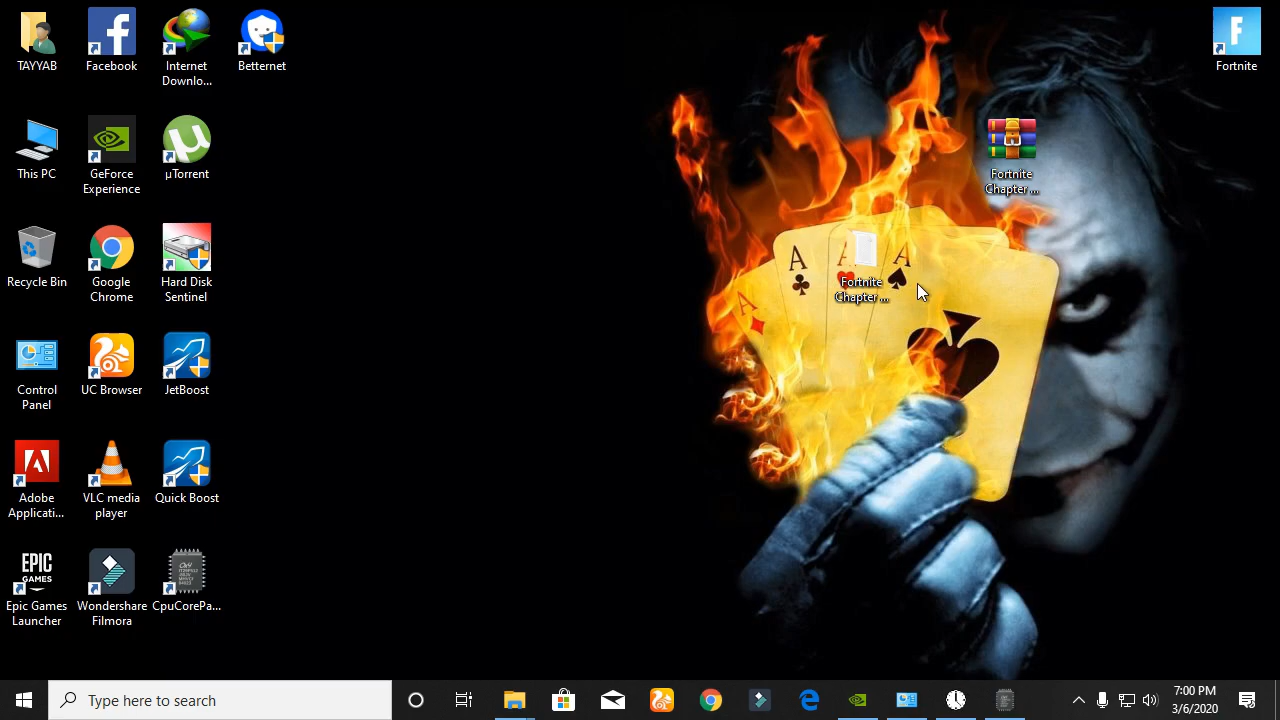 TAYYAB
Facebook
Internet
Downlo...
Betternet
F
Fortnite
This PC
GeForce
Experience
µ
µTorrent
Fortnite
Chapter ...
Recycle Bin
Google
Chrome
Hard Disk
Sentinel
A
A
A
A
Fortnite
Chapter ...
Control
Panel
UC Browser
JetBoost
Adobe
Applicati...
VLC media
player
Quick Boost
EPIC
GAMES
Epic Games
Launcher
Wondershare
Filmora
CpuCorePa...
Type here to search
7:00 PM
3/6/2020